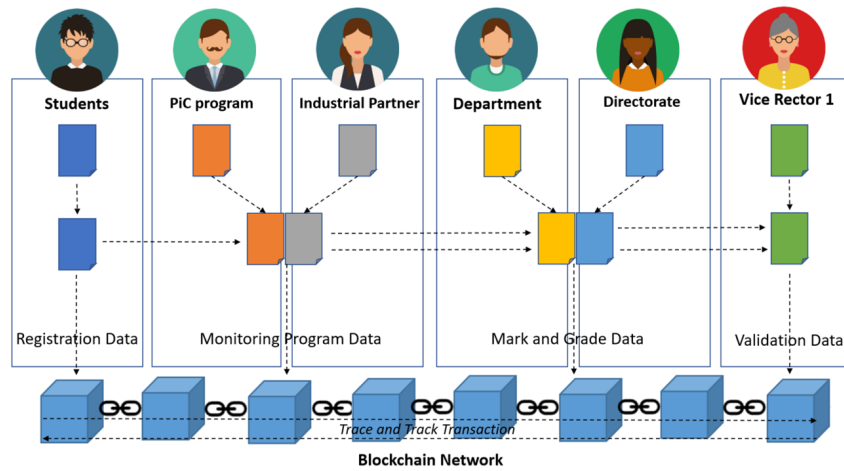 Students
PiC program
Industrial Partner
Department
Directorate
Vice Rector 1
Registration Data
Monitoring Program Data
Mark and Grade Data
Validation Data
Trace and Track Transaction
Blockchain Network